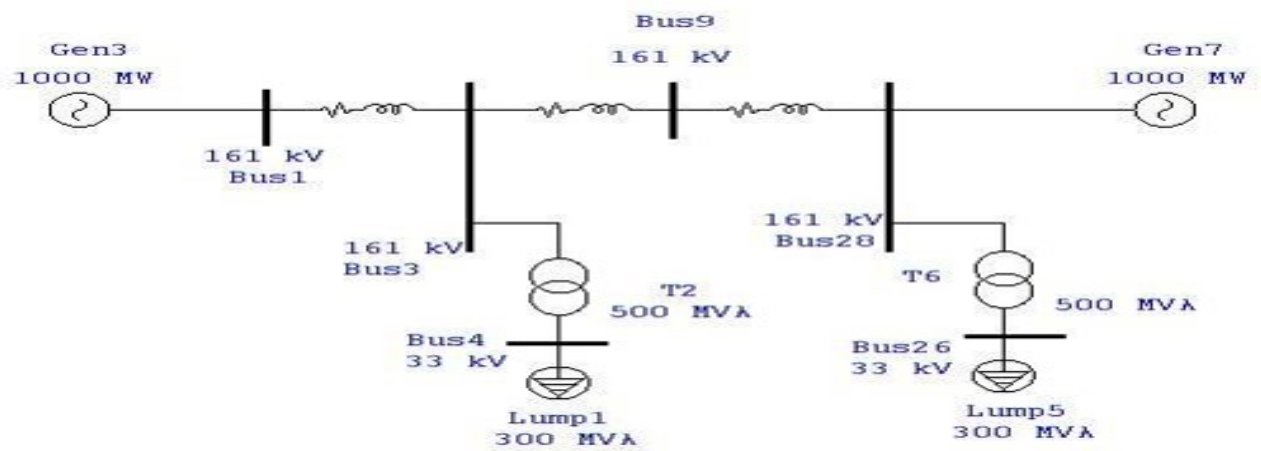 Bus9
161 kV
Gen3
1000 MW
Gen7
1000 MW
161 kV
Bus1
161 kV
Bus3
161 kV
Bus28
T2
500 MVA
T6
500 MVA
Bus4
33 kV
Bus26
33 kV
Lump1
300 MVA
Lump5
300 MVA